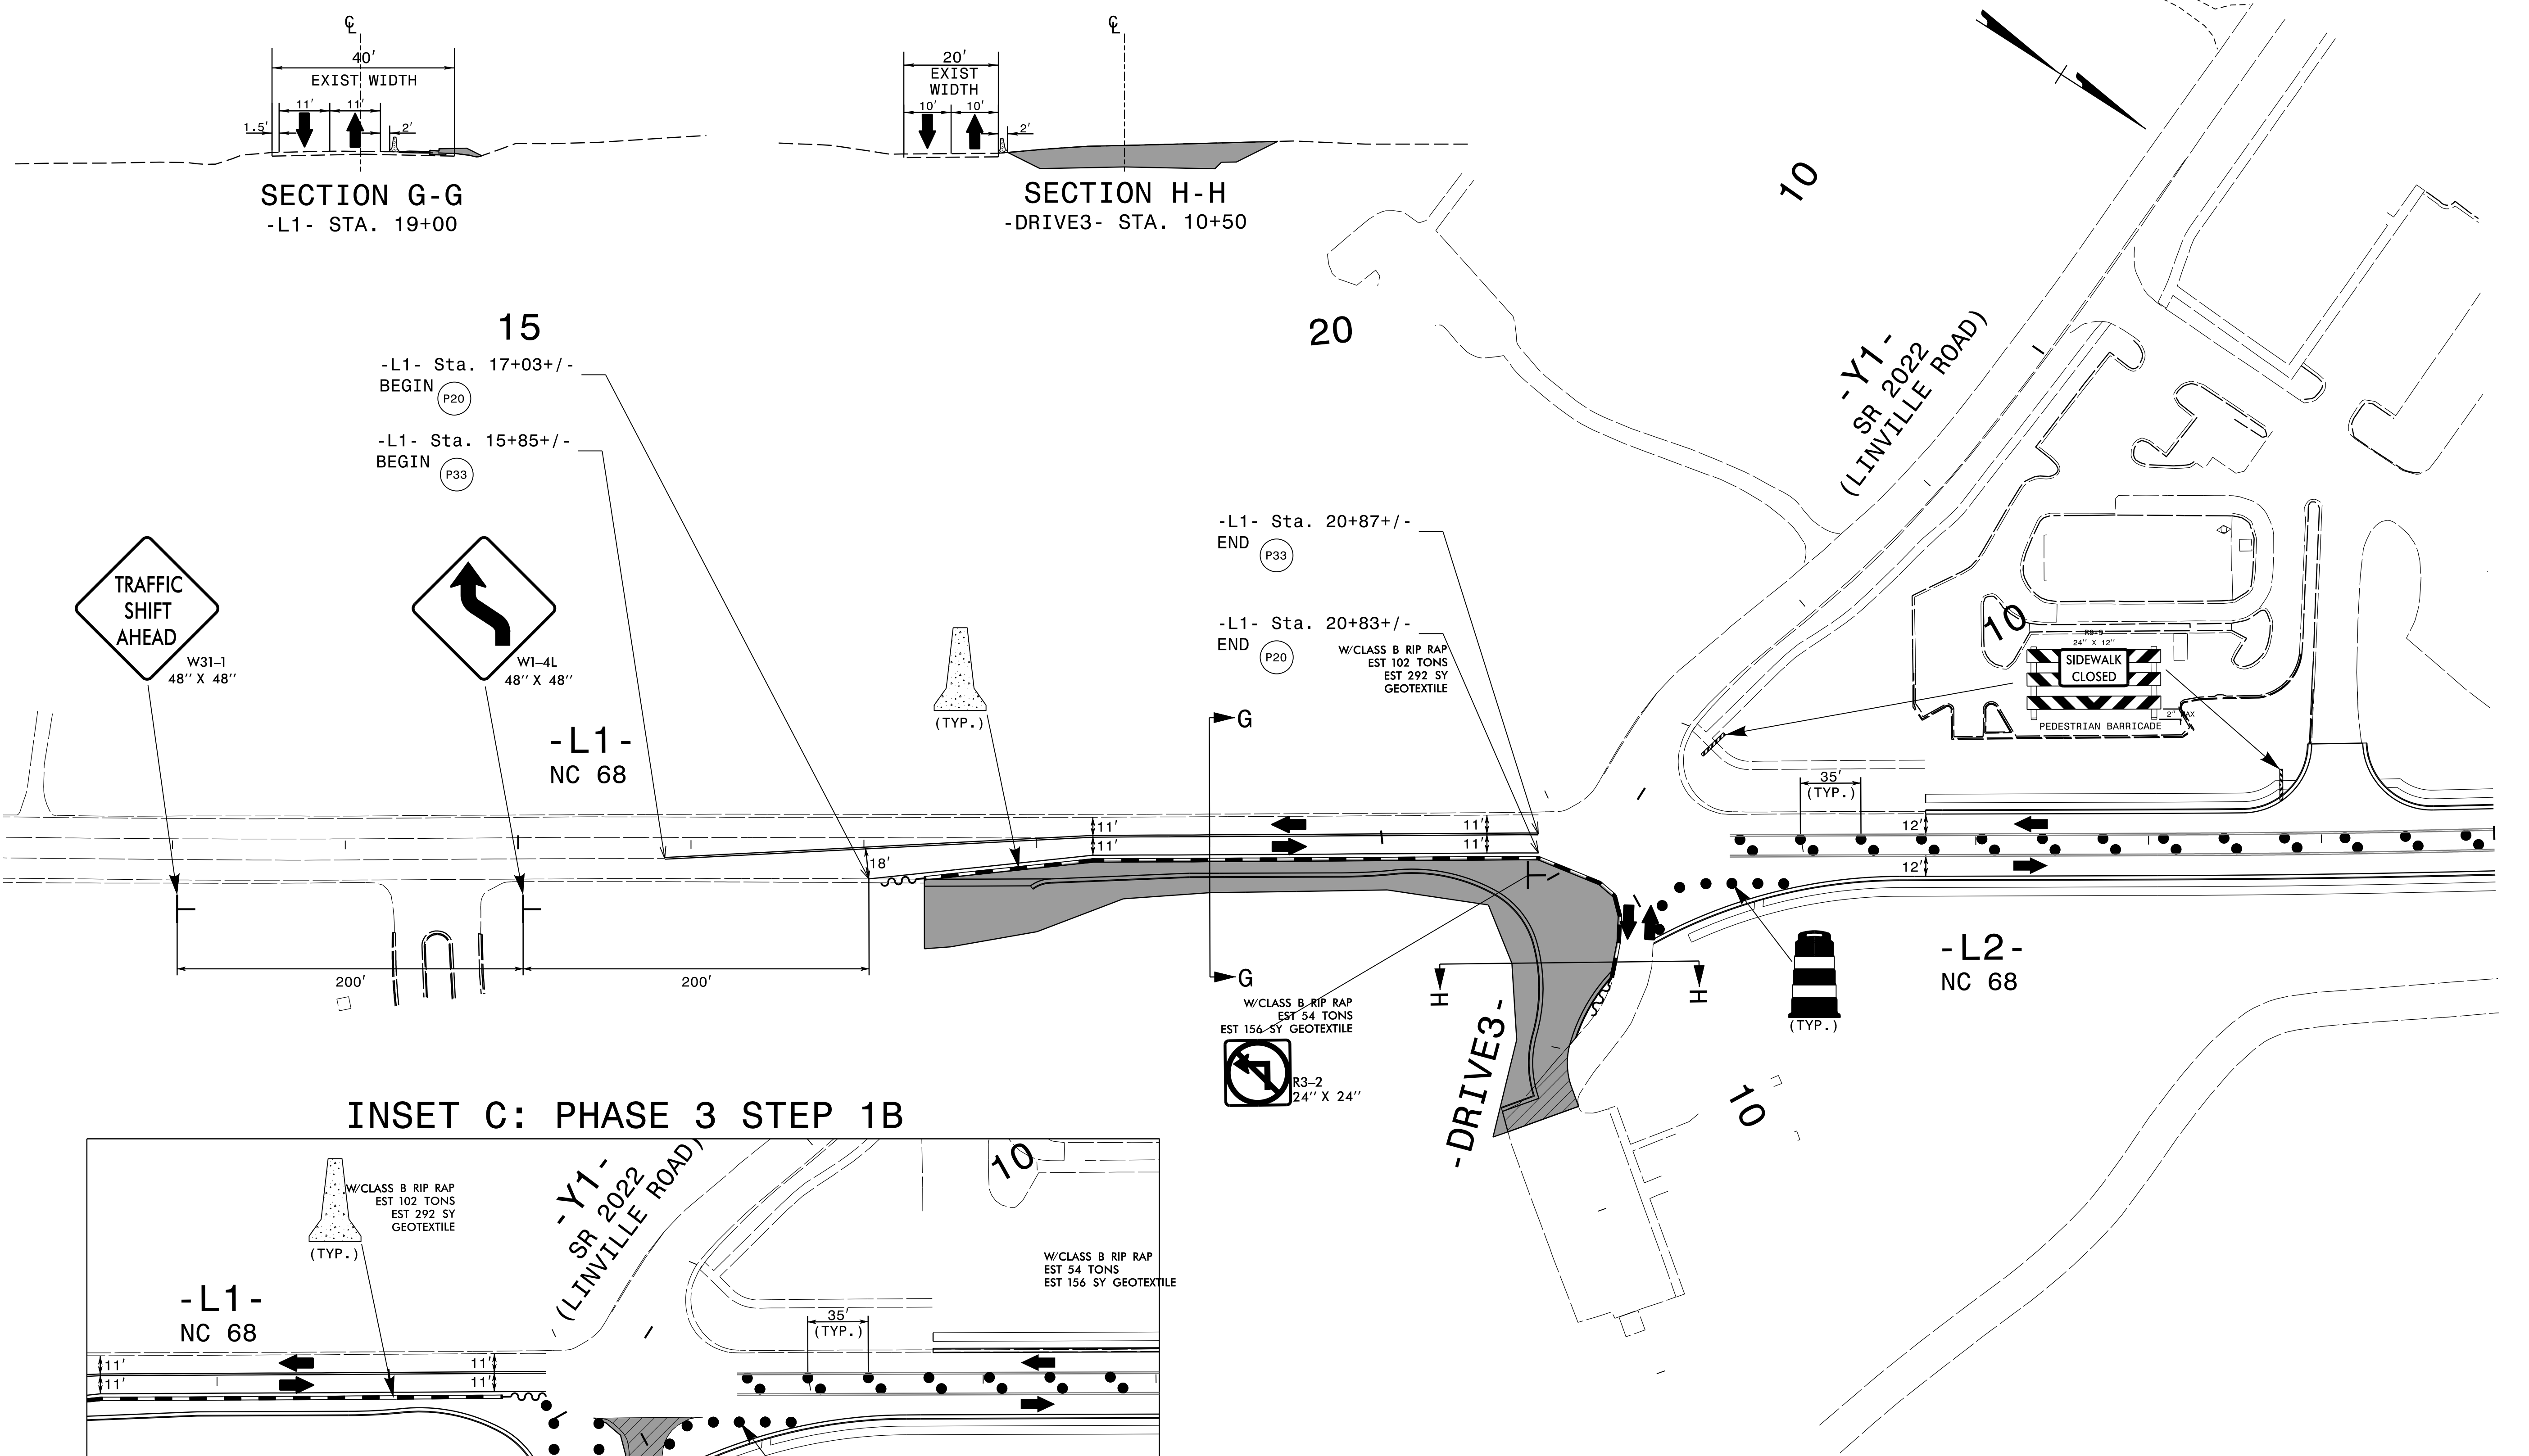 ℄
40'
EXIST WIDTH
11'
11'
1.5'
2'
SECTION G-G
-L1- STA. 19+00
℄
20'
EXIST
WIDTH
10'
10'
2'
SECTION H-H
-DRIVE3- STA. 10+50
10
15
20
-L1- Sta. 17+03+/-
BEGIN
P20
-L1- Sta. 15+85+/-
BEGIN
P33
-Y1-
SR 2022
(LINVILLE ROAD)
TRAFFIC
SHIFT
AHEAD
W31-1
48" X 48"
W1-4L
48" X 48"
-L1- Sta. 20+87+/-
END
P33
-L1- Sta. 20+83+/-
END
P20
W/CLASS B RIP RAP
EST 102 TONS
EST 292 SY
GEOTEXTILE
10
R9-9
24" X 12"
SIDEWALK
CLOSED
PEDESTRIAN BARRICADE
2"
-L1-
NC 68
(TYP.)
G
35'
(TYP.)
11'
11'
11'
11'
12'
12'
18'
200'
200'
G
H
H
W/CLASS B RIP RAP
EST 54 TONS
EST 156 SY GEOTEXTILE
R3-2
24" X 24"
-DRIVE3-
(TYP.)
-L2-
NC 68
10
INSET C: PHASE 3 STEP 1B
W/CLASS B RIP RAP
EST 102 TONS
EST 292 SY
GEOTEXTILE
(TYP.)
-Y1-
SR 2022
(LINVILLE ROAD)
10
W/CLASS B RIP RAP
EST 54 TONS
EST 156 SY GEOTEXTILE
-L1-
NC 68
35'
(TYP.)
11'
11'
11'
11'